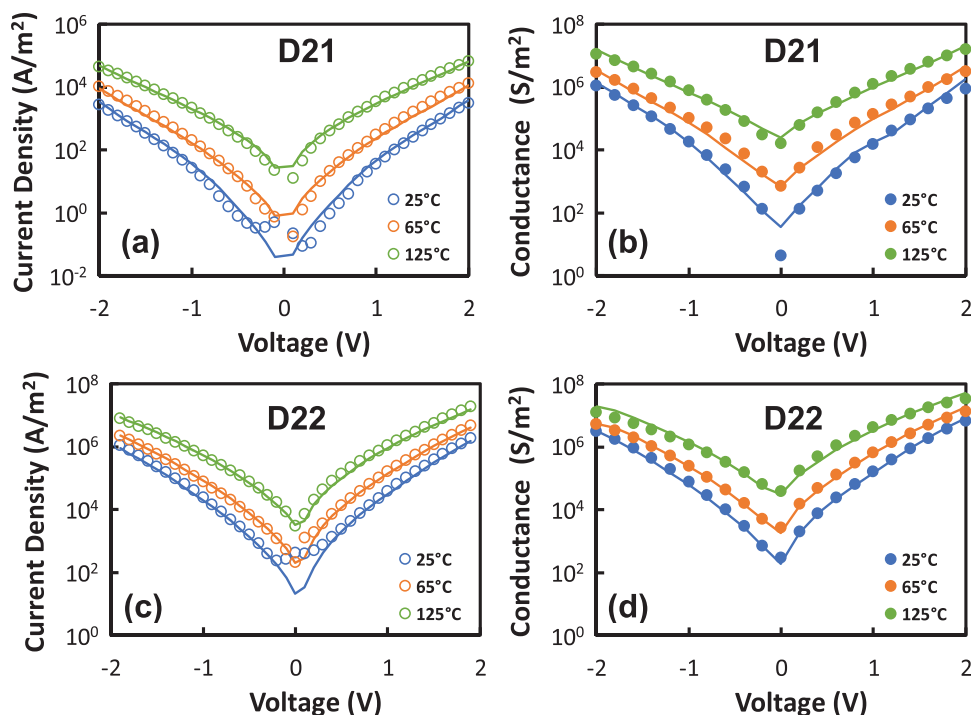 D21
Current Density (A/m²)
10⁶
10⁴
10²
10⁰
10⁻²
(a)
25°C
65°C
125°C
-2
-1
0
1
2
Voltage (V)
D21
Conductance (S/m²)
10⁸
10⁶
10⁴
10²
10⁰
(b)
25°C
65°C
125°C
-2
-1
0
1
2
Voltage (V)
D22
Current Density (A/m²)
10⁸
10⁶
10⁴
10²
10⁰
(c)
25°C
65°C
125°C
-2
-1
0
1
2
Voltage (V)
D22
Conductance (S/m²)
10⁸
10⁶
10⁴
10²
10⁰
(d)
25°C
65°C
125°C
-2
-1
0
1
2
Voltage (V)